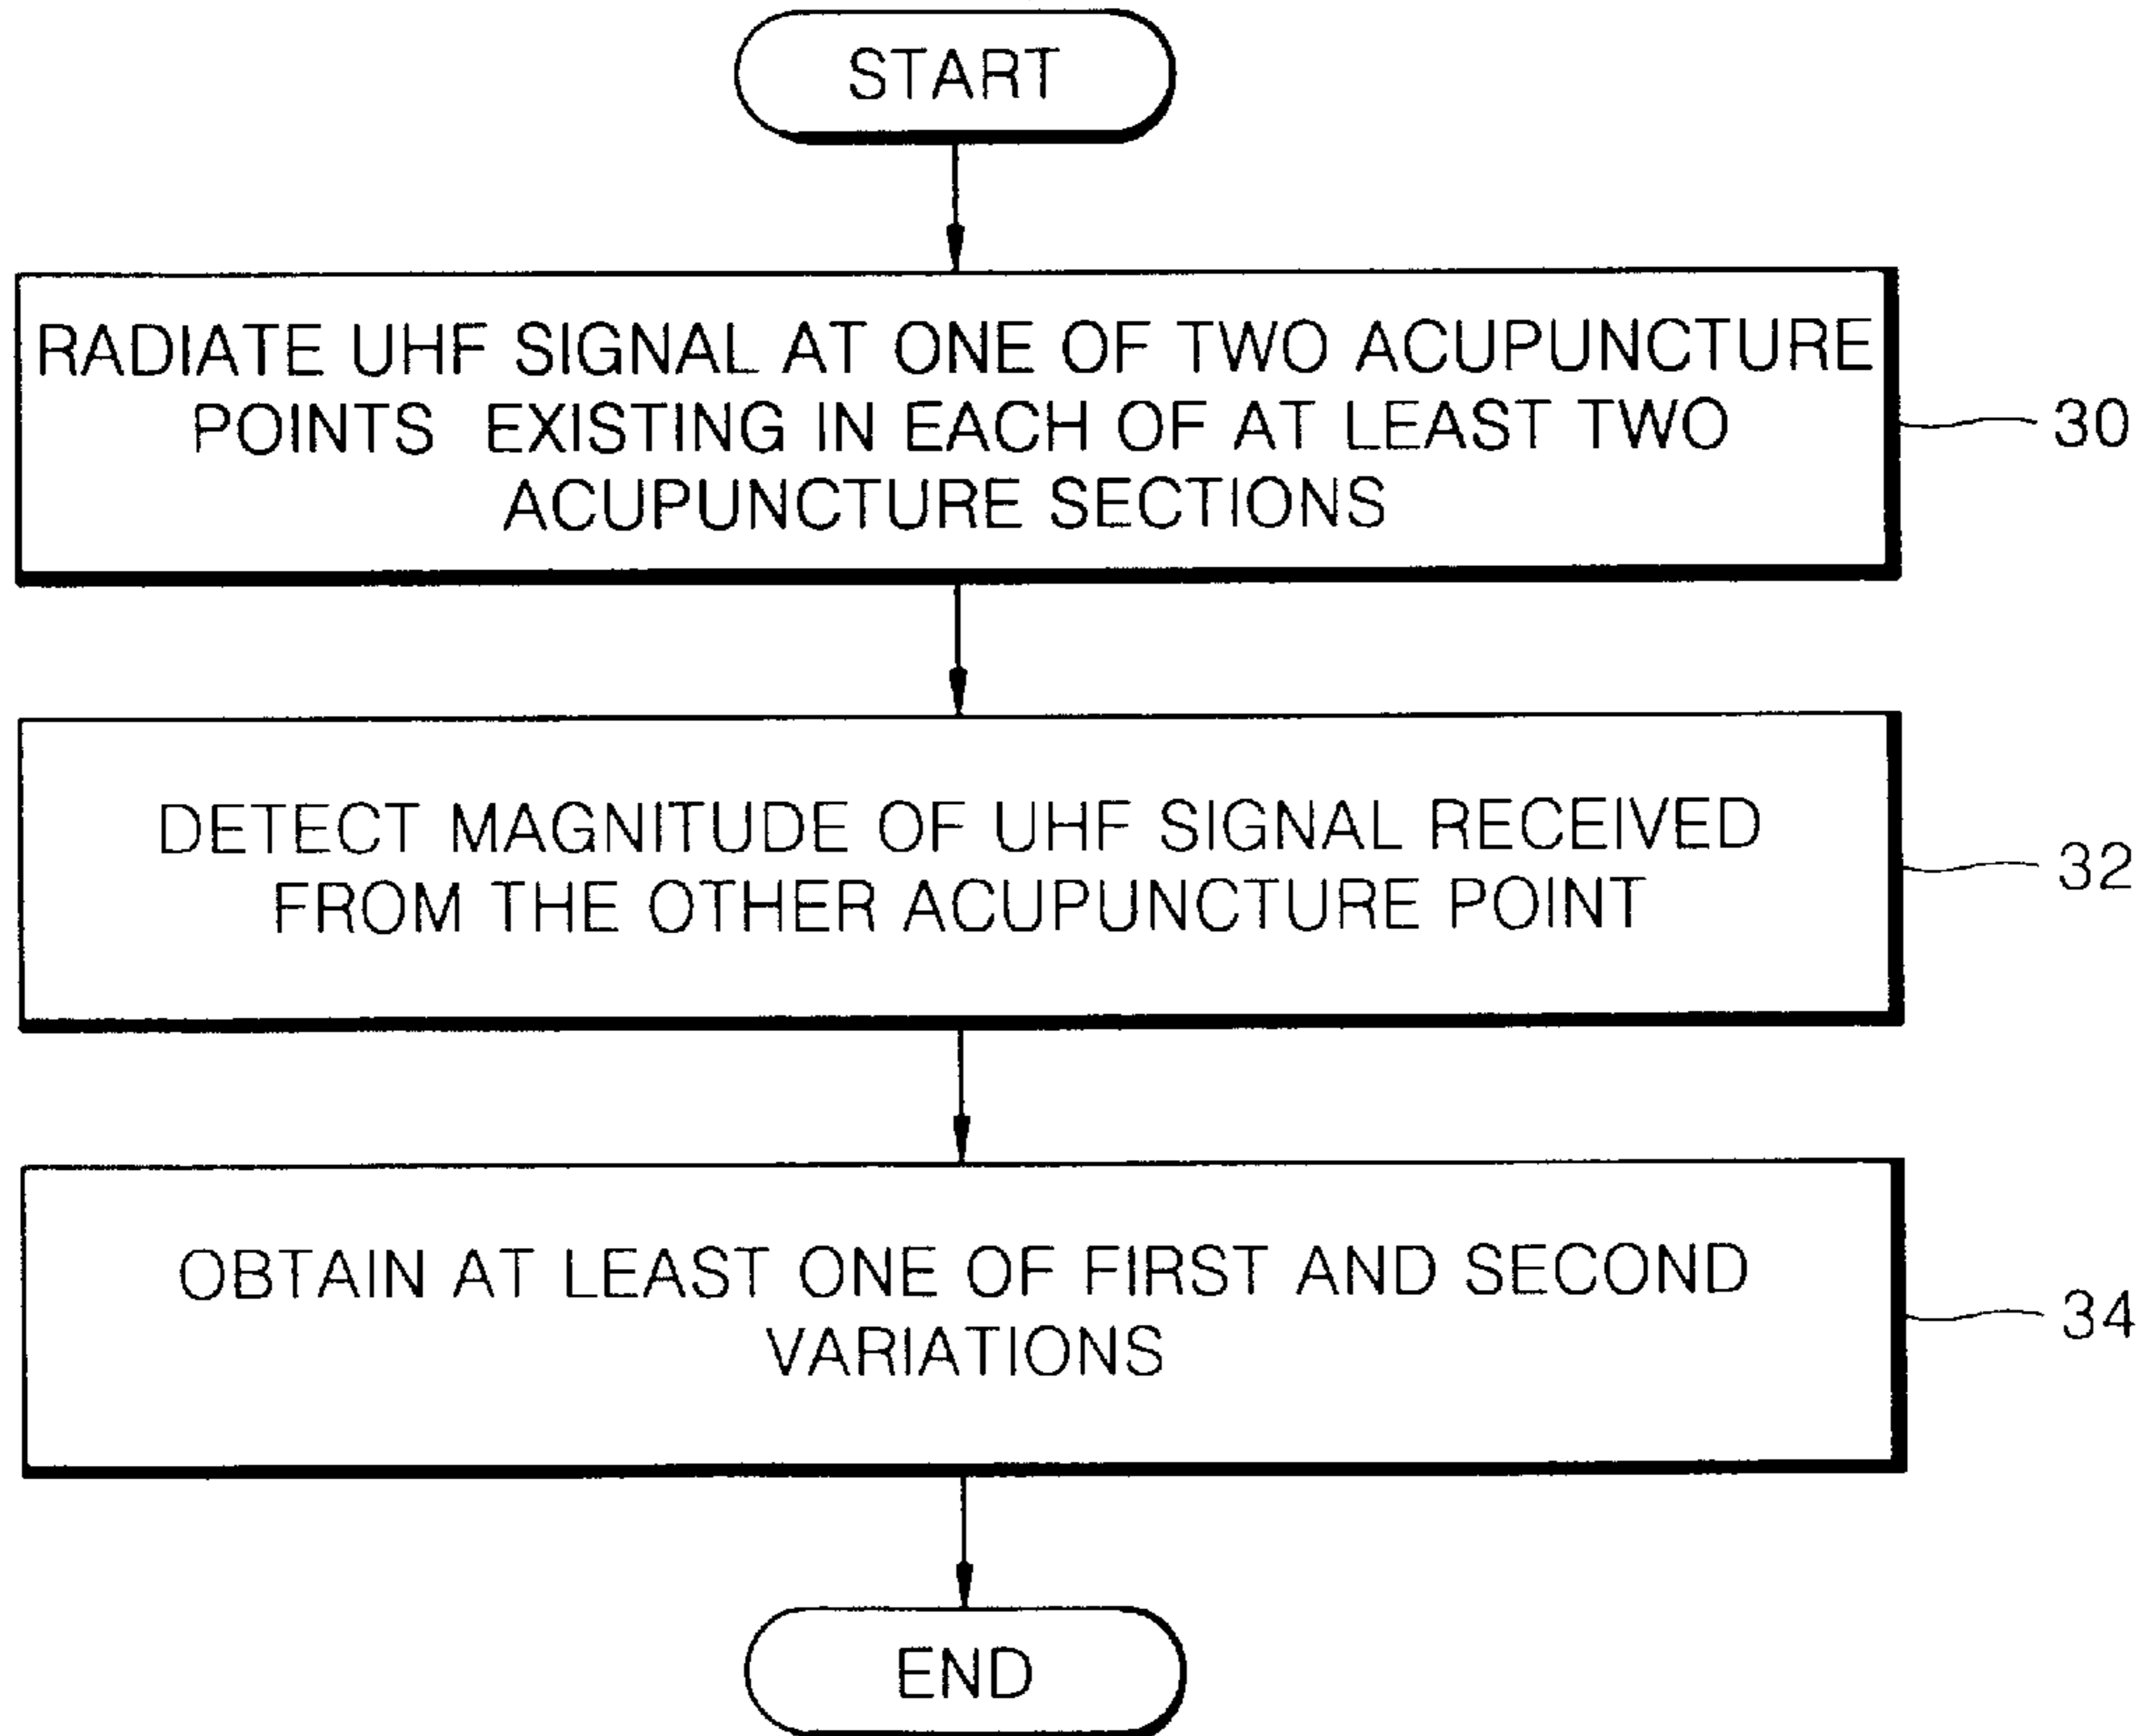 START
RADIATE UHF SIGNAL AT ONE OF TWO ACUPUNCTURE
POINTS EXISTING IN EACH OF AT LEAST TWO
ACUPUNCTURE SECTIONS
30
DETECT MAGNITUDE OF UHF SIGNAL RECEIVED
FROM THE OTHER ACUPUNCTURE POINT
32
OBTAIN AT LEAST ONE OF FIRST AND SECOND
VARIATIONS
34
END